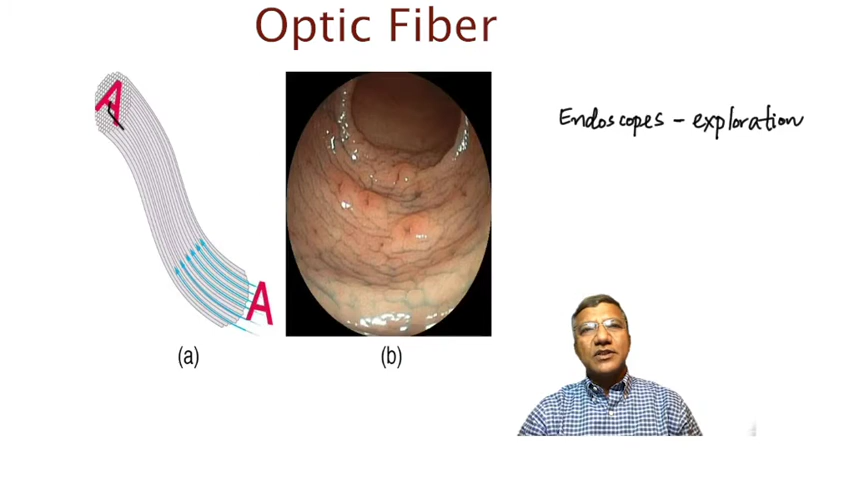 Optic Fiber
A
A
Endoscopes - exploration
(a)
(b)